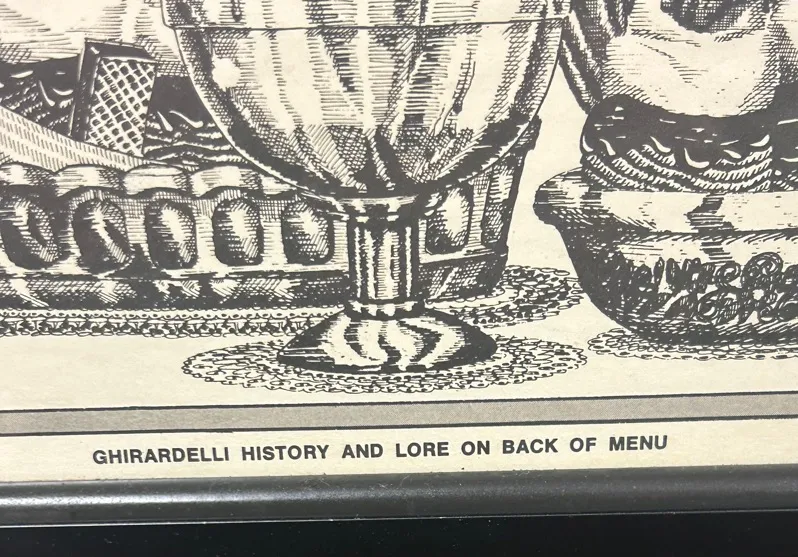 GHIRARDELLI HISTORY AND LORE ON BACK OF MENU